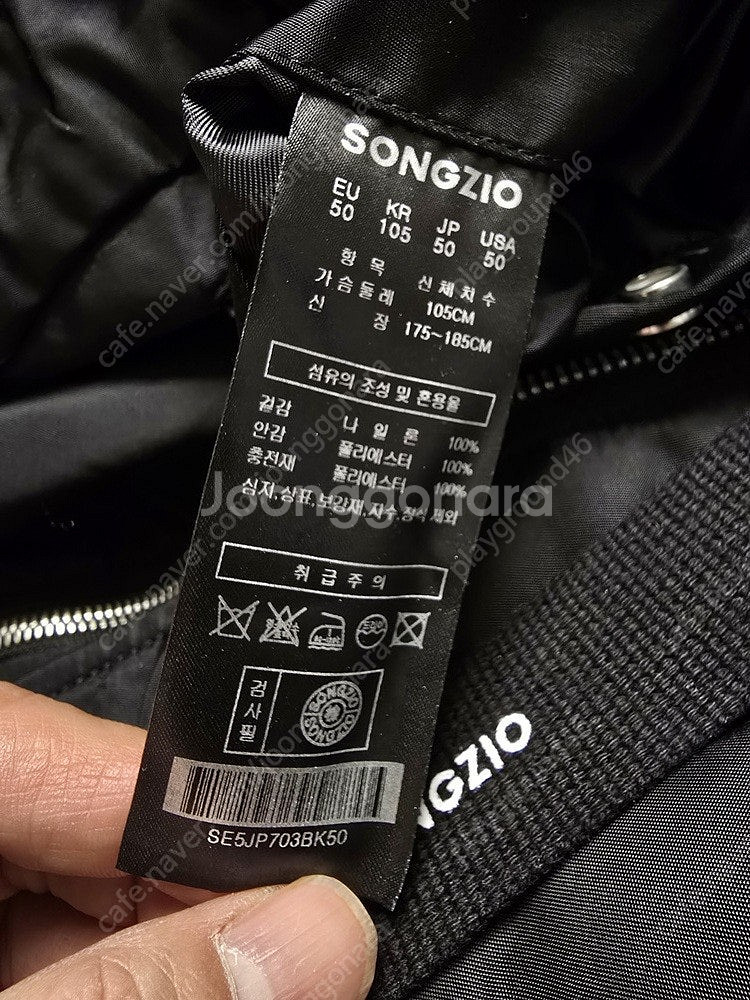 SONGZIO
EU KR JP USA
50 105 50 50
항 목 신체치수
가슴둘레 105CM
신 장 175~185CM
섬유의 조성 및 혼용율
겉감 나 일 론 100%
안감 폴리에스터 100%
충전재 폴리에스터 100%
심지,상표,보강재,자수,장식 제외
Joonggonara
취 급 주 의
검사필
SONGZIO
SONGZIO
SE5JP703BK50
NGZIO
cafe.naver.com/joonggonara
playground46